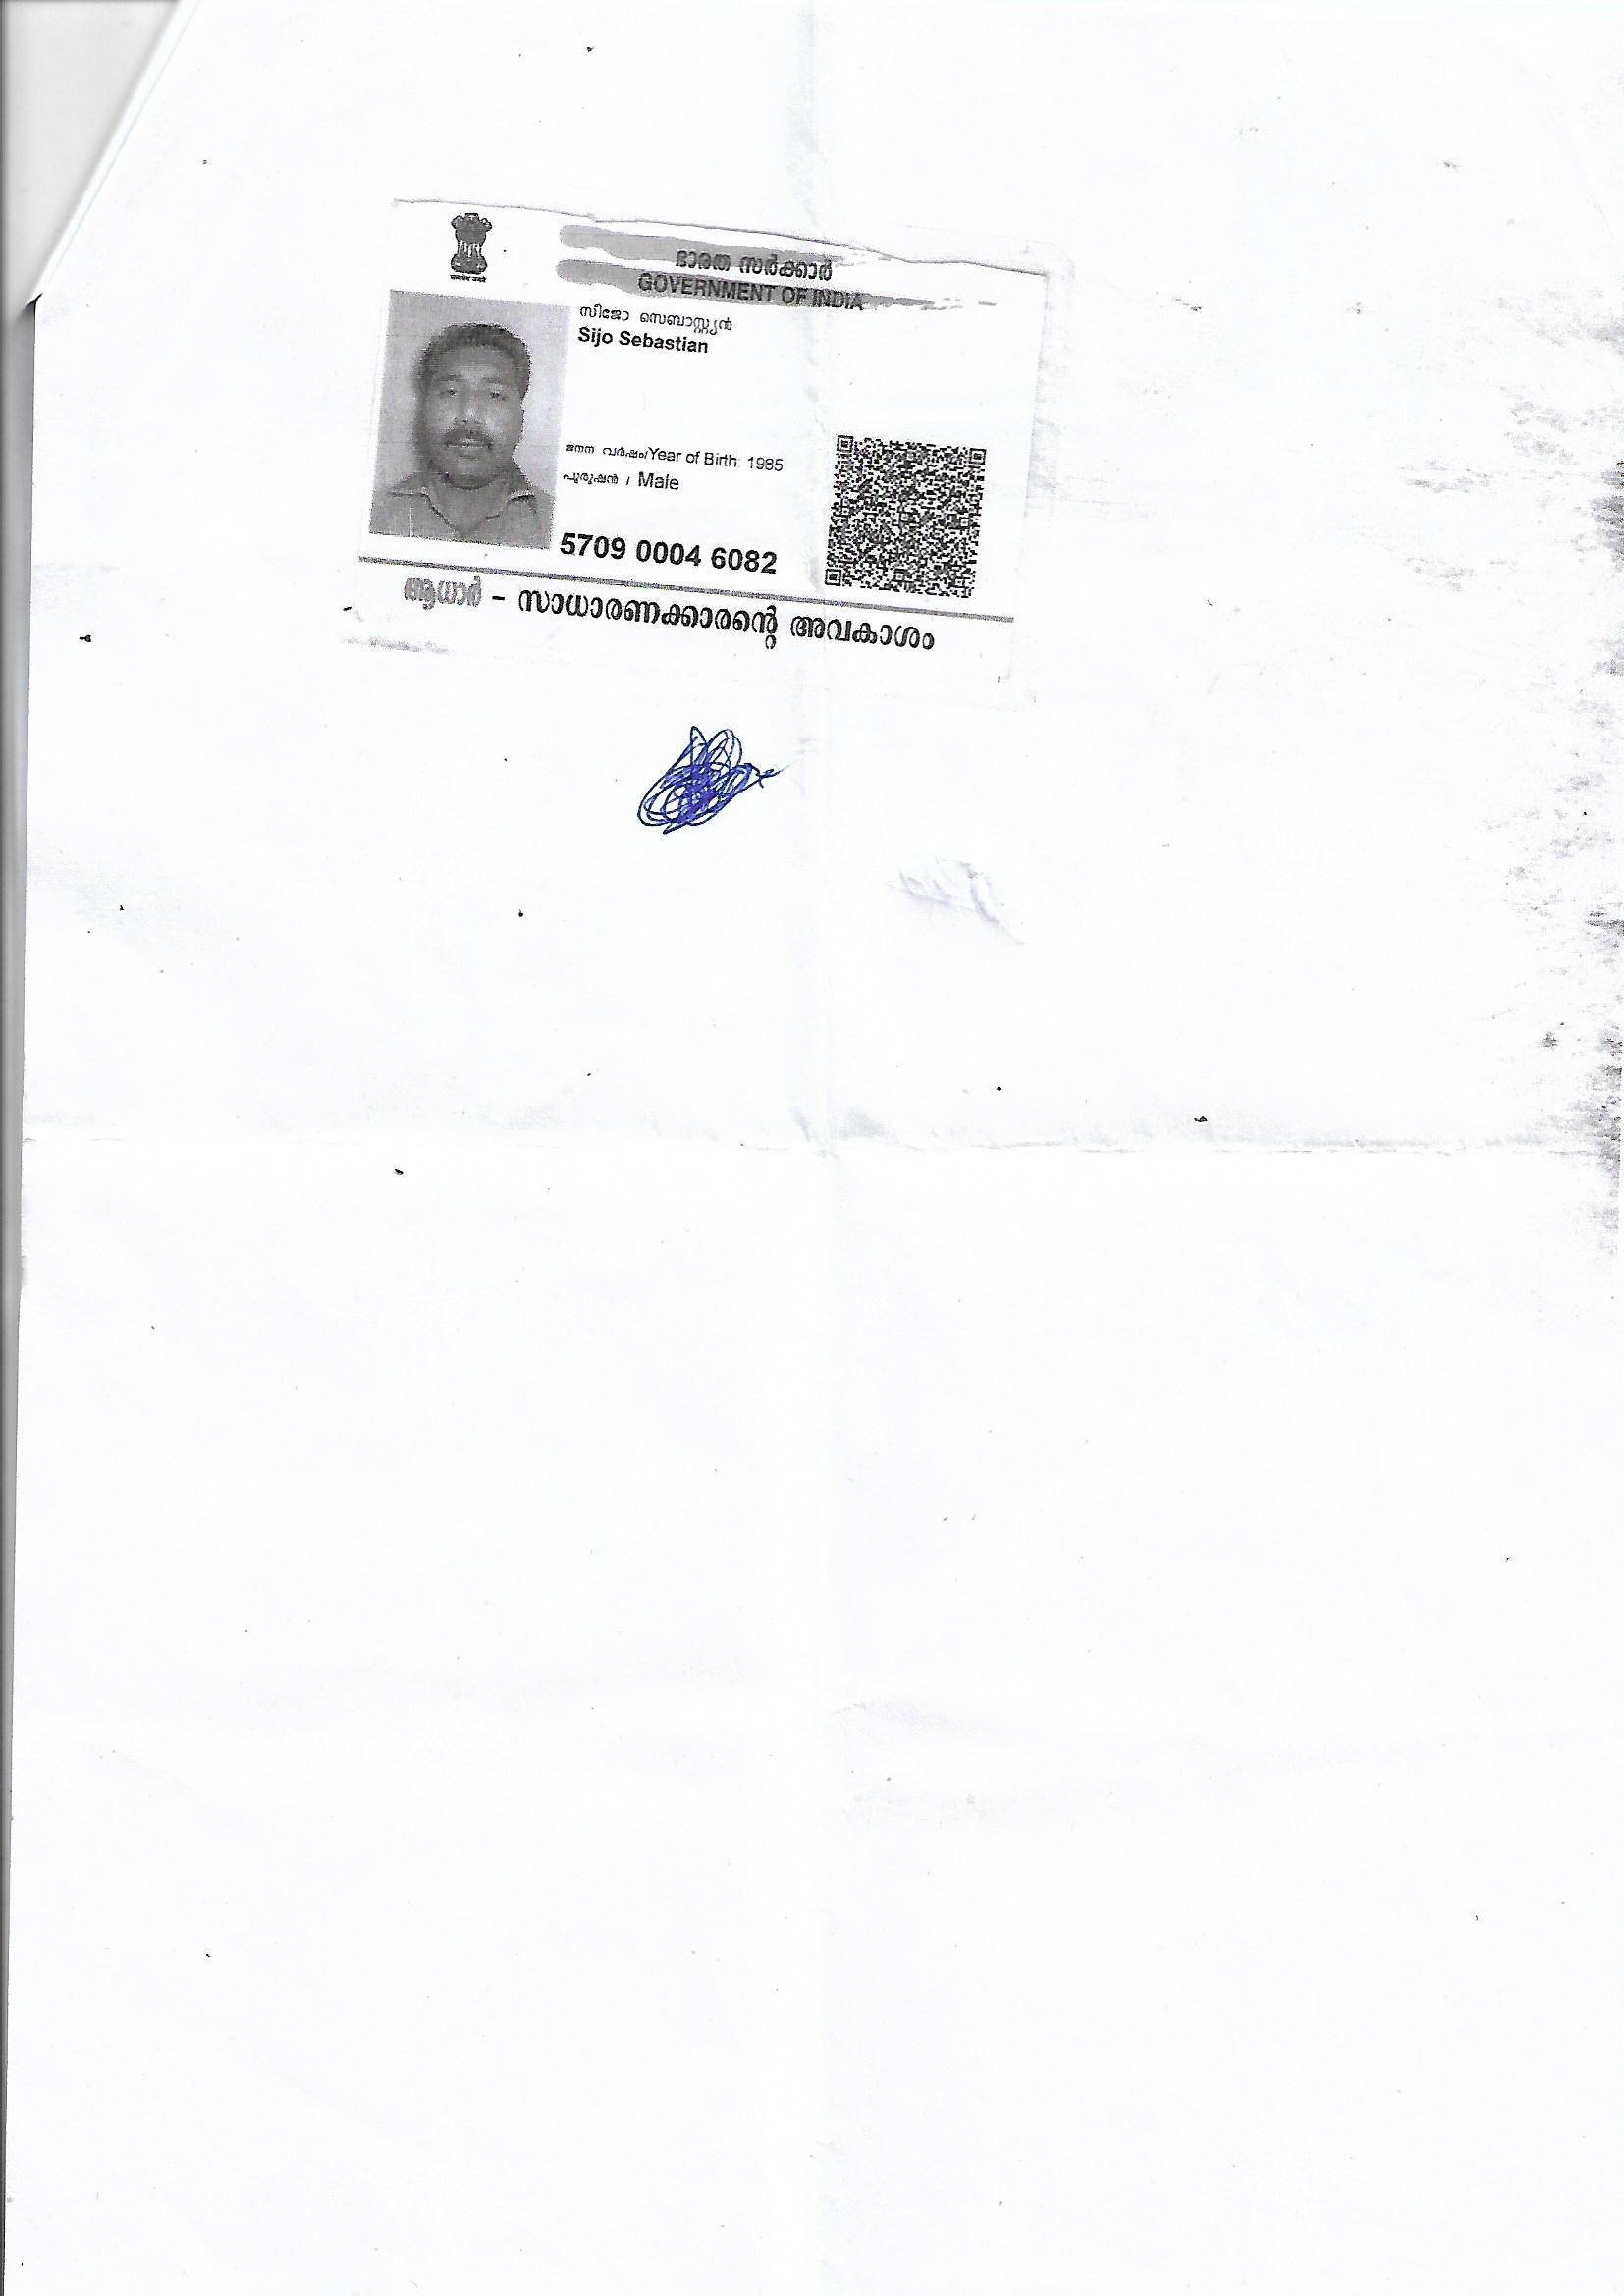 ഭാരത സർക്കാർ
GOVERNMENT OF INDIA
സിജോ സെബാസ്റ്റ്യൻ
Sijo Sebastian
ജനന വർഷം/Year of Birth: 1985
പുരുഷൻ / Male
5709 0004 6082
ആധാർ - സാധാരണക്കാരന്റെ അവകാശം